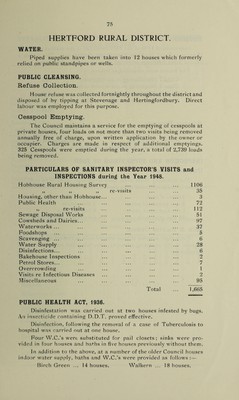 75
HERTFORD RURAL DISTRICT.
WATER.
Piped supplies have been taken into 12 houses which formerly
relied on public standpipes or wells.
PUBLIC CLEANSING.
Refuse Collection.
House refuse was collected fortnightly throughout the district and
disposed of by tipping at Stevenage and Hertingfordbury. Direct
labour was employed for this purpose.
Cesspool Emptying.
The Council maintains a service for the emptying of cesspools at
private houses, four loads on not more than two visits being removed
annually free of charge, upon written application by the owner or
occupier. Charges are made in respect of additional emptyings.
325 Cesspools were emptied during the year, a total of 2,739 loads
being removed.
PARTICULARS OF SANITARY INSPECTOR'S VISITS and
INSPECTIONS during the Year 1946.
Hobhouse Rural Housing Survey ... ... ... 1106
„ „ „ re-visits ... ... 35
Housing, other than Hobhouse... ... ... ... 3
Public Health ... ... ... ... 72
„ re-visits ... ... ... 112
Sewage Disposal Works ... ... ... ... 51
Cowsheds and Dairies... ... ... ... 97
Waterworks ... ... ... ... 37
Foodshops ... ... ... ... 5
Scavenging ... ... ... ...
Water Supply ... ... ... ... 28
Disinfections... ... ... ... 6
Bakehouse Inspections ... ... ... 2
Petrol Stores... ... ... ... 7
Overcrowding ... ... ... ... 1
Visits re Infectious Diseases ... ... ... 2
Miscellaneous ... ... ... ... 95
Total ... 1,665
PUBLIC HEALTH ACT, 1936.
Disinfestation was carried out at two houses infested by bugs.
An insecticide containing D.D.T. proved effective.
Disinfection, following the removal of a case of Tuberculosis to
hospital was carried out at one house.
Four W.C.'s were substituted for pail closets; sinks were pro-
vided in four houses and baths in five houses previously without them.
In addition to the above, at a number of the older Council houses
indoor water supply, baths and W.C.'s were provided as follows :—
Birch Green ... 14 houses. Walkern ... 18 houses.